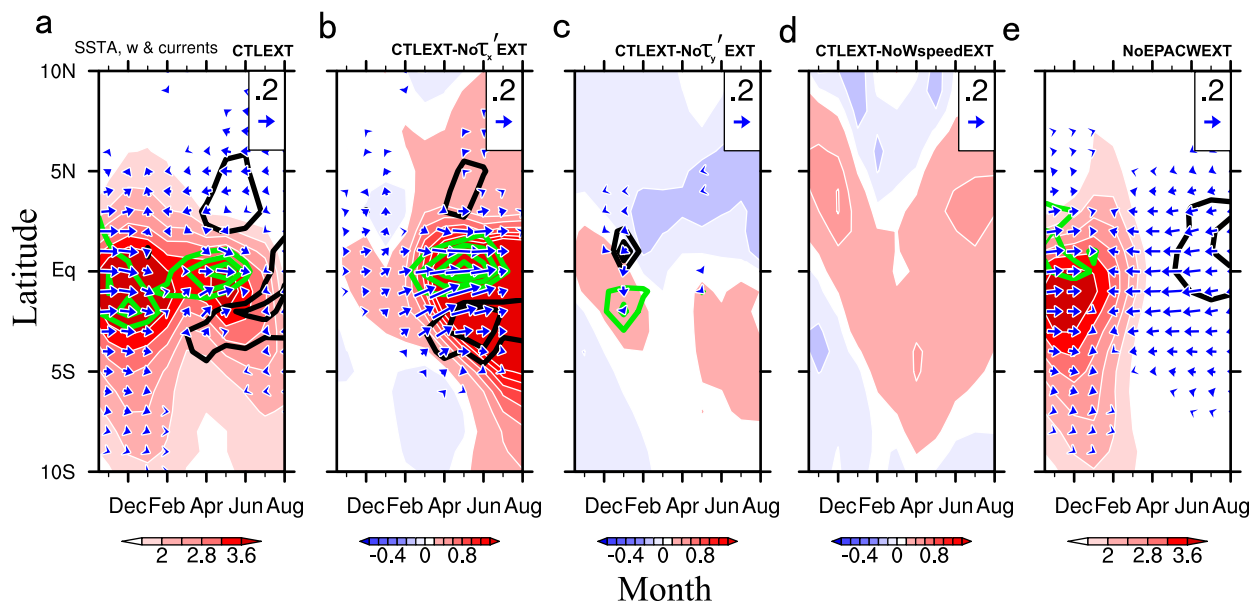 a b c d e
SSTA, w & currents CTLEXT CTLEXT-Noτx′EXT CTLEXT-Noτy′EXT CTLEXT-NoWspeedEXT NoEPACWEXT
10N .2 .2 .2 .2 .2
5N
Eq
5S
10S
Latitude
Dec Feb Apr Jun Aug Dec Feb Apr Jun Aug Dec Feb Apr Jun Aug Dec Feb Apr Jun Aug Dec Feb Apr Jun Aug
2 2.8 3.6 -0.4 0 0.8 -0.4 0 0.8 -0.4 0 0.8 2 2.8 3.6
Month